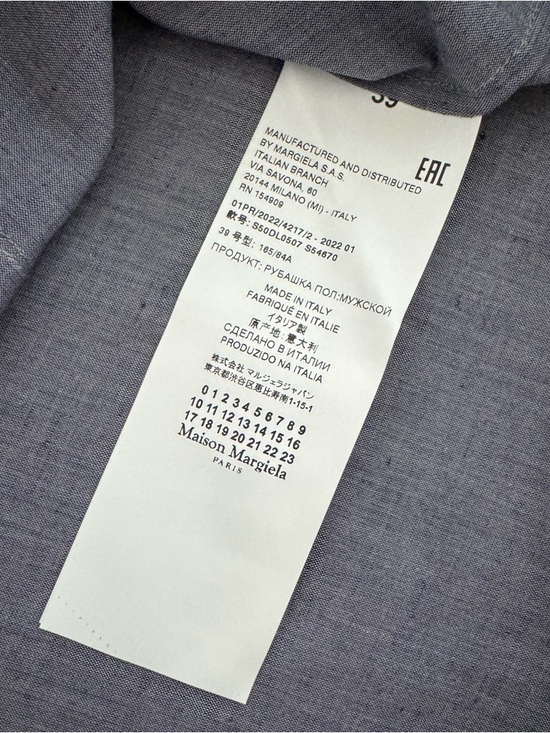 39
MANUFACTURED AND DISTRIBUTED
BY MARGIELA S.A.S.
ITALIAN BRANCH
VIA SAVONA, 60
20144 MILANO (MI) - ITALY
RN 154909
EAC
01PR/2022/4217/2 - 2022 01
款号: S50DL0507 S54670
39 号型: 165/84A
ПРОДУКТ: РУБАШКА ПОЛ:МУЖСКОЙ
MADE IN ITALY
FABRIQUÉ EN ITALIE
イタリア製
原产地: 意大利
СДЕЛАНО В ИТАЛИИ
PRODUZIDO NA ITALIA
株式会社 マルジェラジャパン
東京都渋谷区恵比寿南1-15-1
0 1 2 3 4 5 6 7 8 9
10 11 12 13 14 15 16
17 18 19 20 21 22 23
Maison Margiela
PARIS